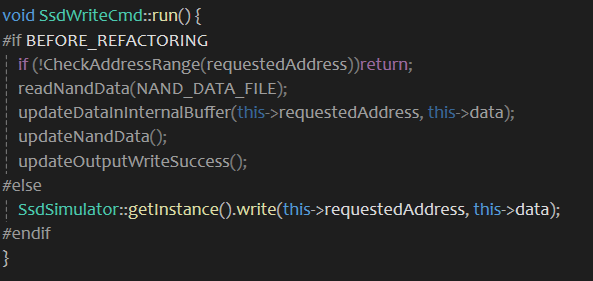 void SsdWriteCmd::run() {
#if BEFORE_REFACTORING
if (!CheckAddressRange(requestedAddress))return;
readNandData(NAND_DATA_FILE);
updateDataInInternalBuffer(this->requestedAddress, this->data);
updateNandData();
updateOutputWriteSuccess();
#else
SsdSimulator::getInstance().write(this->requestedAddress, this->data);
#endif
}